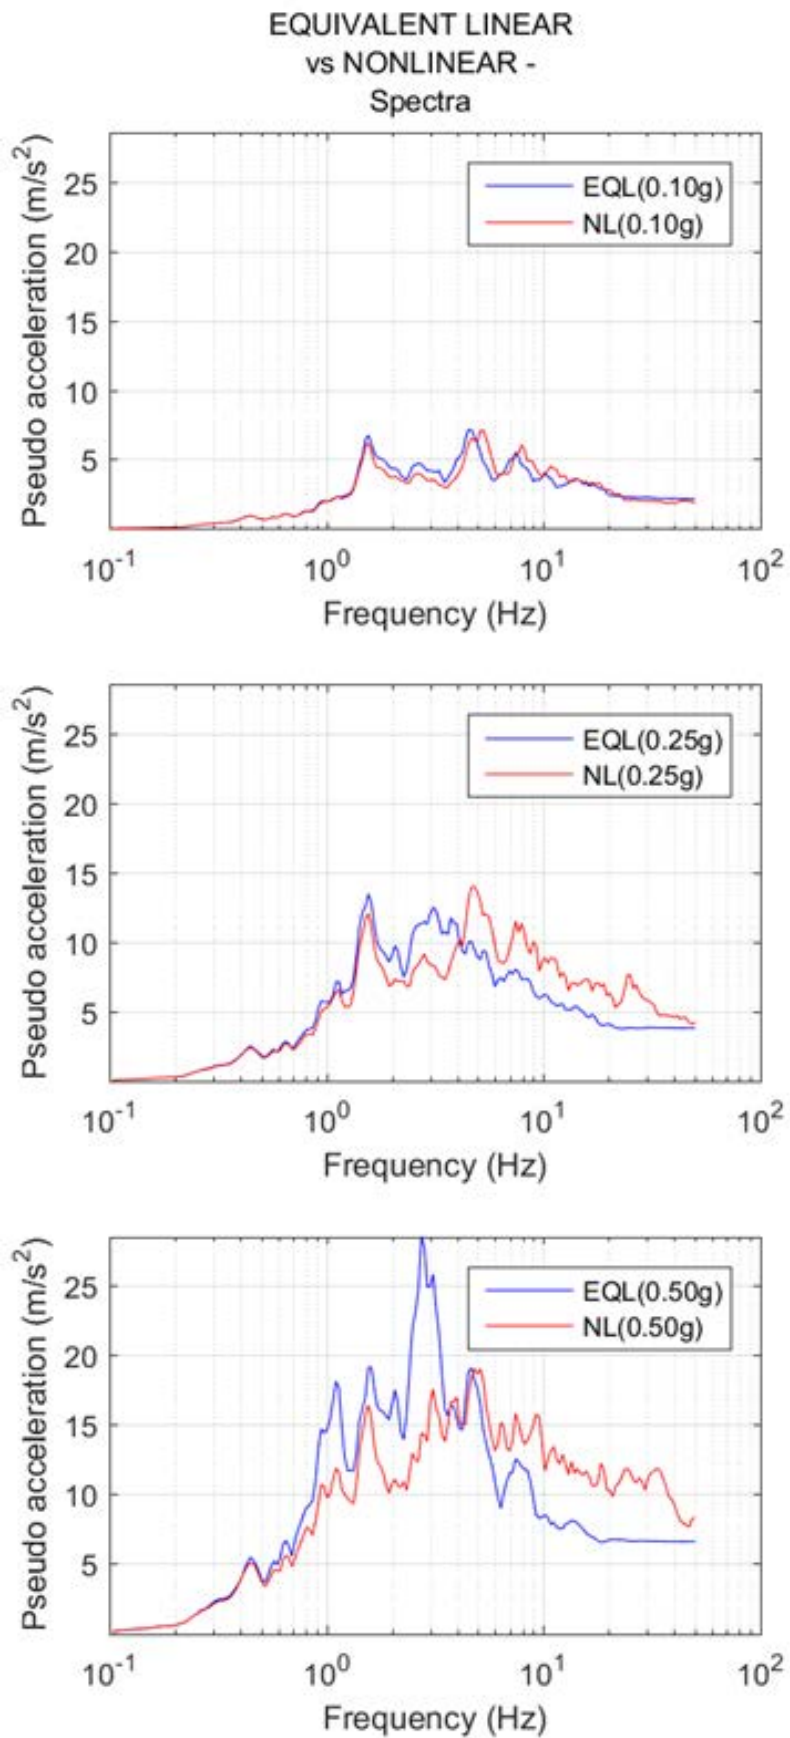 EQUIVALENT LINEAR
vs NONLINEAR -
Spectra
Pseudo acceleration (m/s²)
25
20
15
10
5
EQL(0.10g)
NL(0.10g)
10⁻¹ 10⁰ 10¹ 10²
Frequency (Hz)
Pseudo acceleration (m/s²)
25
20
15
10
5
EQL(0.25g)
NL(0.25g)
10⁻¹ 10⁰ 10¹ 10²
Frequency (Hz)
Pseudo acceleration (m/s²)
25
20
15
10
5
EQL(0.50g)
NL(0.50g)
10⁻¹ 10⁰ 10¹ 10²
Frequency (Hz)